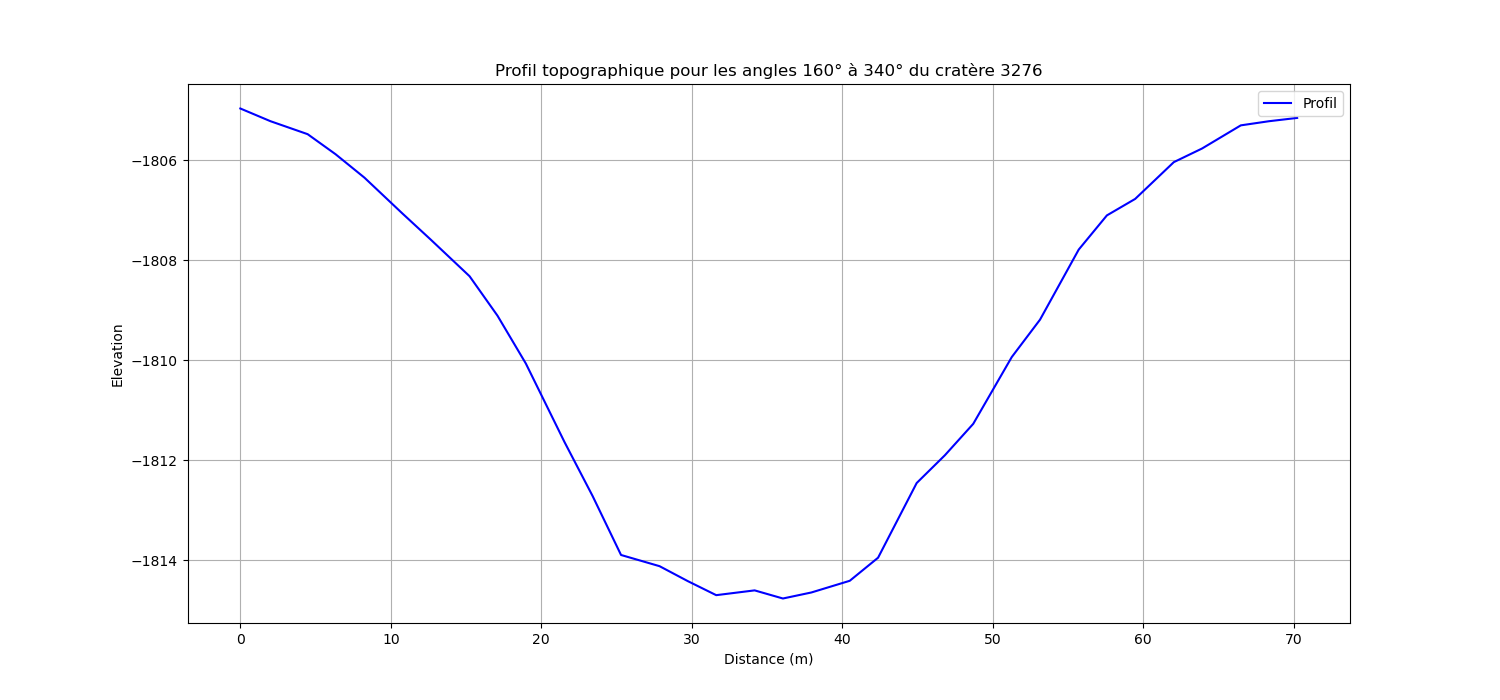 Profil topographique pour les angles 160° à 340° du cratère 3276
Profil
−1806
−1808
−1810
−1812
−1814
Elevation
0 10 20 30 40 50 60 70
Distance (m)